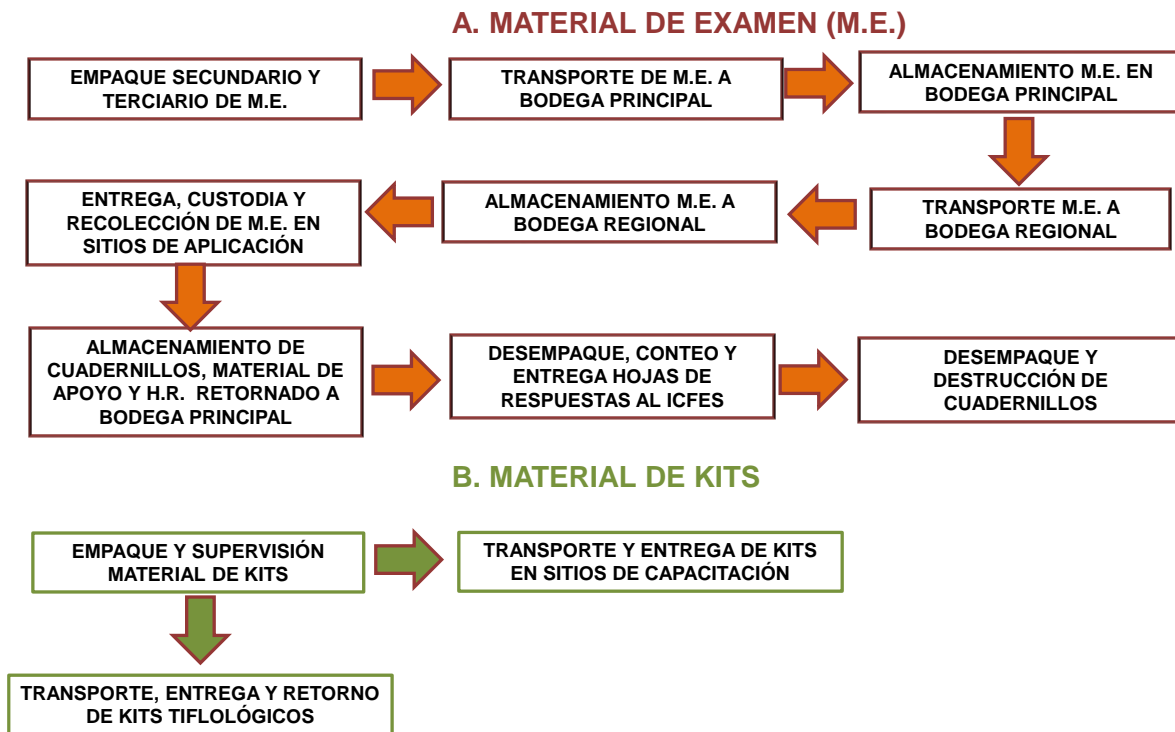 A. MATERIAL DE EXAMEN (M.E.)
EMPAQUE SECUNDARIO Y
TERCIARIO DE M.E.
TRANSPORTE DE M.E. A
BODEGA PRINCIPAL
ALMACENAMIENTO M.E. EN
BODEGA PRINCIPAL
TRANSPORTE M.E. A
BODEGA REGIONAL
ALMACENAMIENTO M.E. A
BODEGA REGIONAL
ENTREGA, CUSTODIA Y
RECOLECCIÓN DE M.E. EN
SITIOS DE APLICACIÓN
ALMACENAMIENTO DE
CUADERNILLOS, MATERIAL DE
APOYO Y H.R. RETORNADO A
BODEGA PRINCIPAL
DESEMPAQUE, CONTEO Y
ENTREGA HOJAS DE
RESPUESTAS AL ICFES
DESEMPAQUE Y
DESTRUCCIÓN DE
CUADERNILLOS
B. MATERIAL DE KITS
EMPAQUE Y SUPERVISIÓN
MATERIAL DE KITS
TRANSPORTE Y ENTREGA DE KITS
EN SITIOS DE CAPACITACIÓN
TRANSPORTE, ENTREGA Y RETORNO
DE KITS TIFLOLÓGICOS